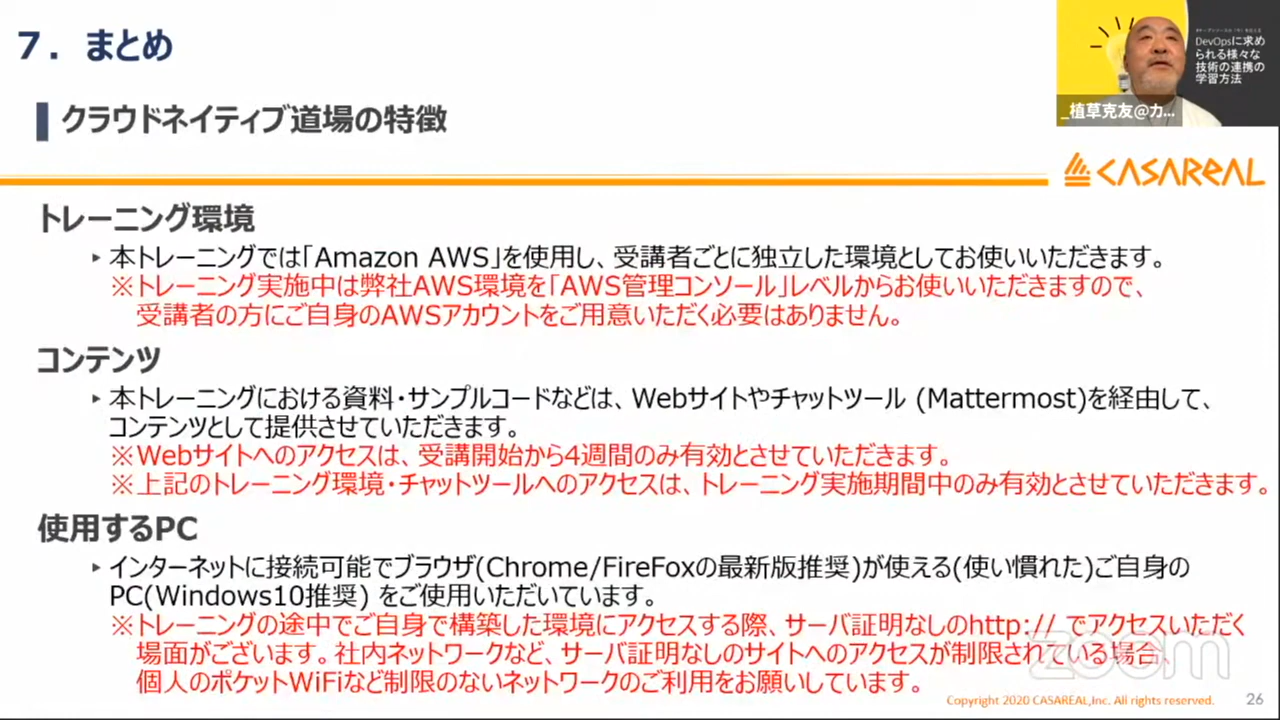 7．まとめ
クラウドネイティブ道場の特徴
DevOpsに求め
られる様々な
技術の連携の
学習方法
_植草克友@カ...
CASAREAL
トレーニング環境
本トレーニングでは「Amazon AWS」を使用し、受講者ごとに独立した環境としてお使いいただきます。
※トレーニング実施中は弊社AWS環境を「AWS管理コンソール」レベルからお使いいただきますので、
受講者の方にご自身のAWSアカウントをご用意いただく必要はありません。
コンテンツ
本トレーニングにおける資料・サンプルコードなどは、Webサイトやチャットツール (Mattermost)を経由して、
コンテンツとして提供させていただきます。
※Webサイトへのアクセスは、受講開始から4週間のみ有効とさせていただきます。
※上記のトレーニング環境・チャットツールへのアクセスは、トレーニング実施期間中のみ有効とさせていただきます。
使用するPC
インターネットに接続可能でブラウザ(Chrome/FireFoxの最新版推奨)が使える(使い慣れた)ご自身の
PC(Windows10推奨) をご使用いただいています。
※トレーニングの途中でご自身で構築した環境にアクセスする際、サーバ証明なしのhttp:// でアクセスいただく
場面がございます。社内ネットワークなど、サーバ証明なしのサイトへのアクセスが制限されている場合、
個人のポケットWiFiなど制限のないネットワークのご利用をお願いしています。
zoom
Copyright 2020 CASAREAL,Inc. All rights reserved.
26